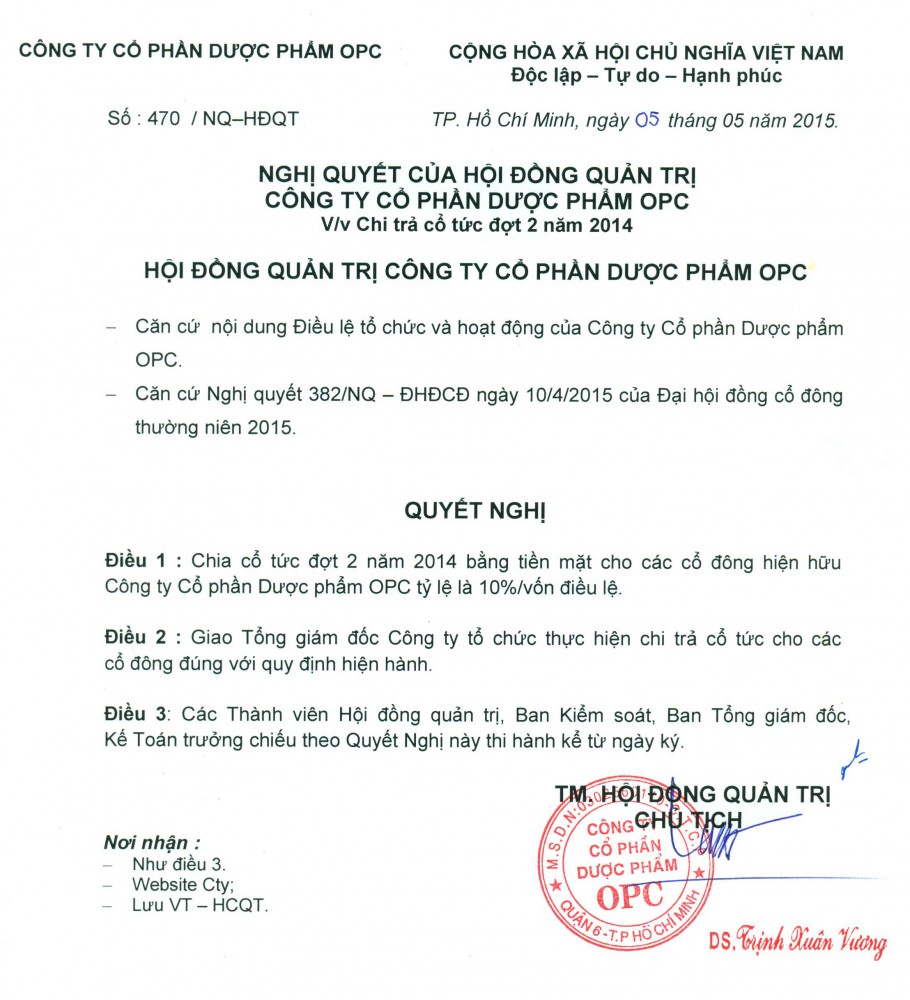 CÔNG TY CỔ PHẦN DƯỢC PHẨM OPC
CỘNG HÒA XÃ HỘI CHỦ NGHĨA VIỆT NAM
Độc lập – Tự do – Hạnh phúc
Số : 470 / NQ–HĐQT
TP. Hồ Chí Minh, ngày 05 tháng 05 năm 2015.
NGHỊ QUYẾT CỦA HỘI ĐỒNG QUẢN TRỊ
CÔNG TY CỔ PHẦN DƯỢC PHẨM OPC
V/v Chi trả cổ tức đợt 2 năm 2014
HỘI ĐỒNG QUẢN TRỊ CÔNG TY CỔ PHẦN DƯỢC PHẨM OPC
– Căn cứ nội dung Điều lệ tổ chức và hoạt động của Công ty Cổ phần Dược phẩm
OPC.
– Căn cứ Nghị quyết 382/NQ – ĐHĐCĐ ngày 10/4/2015 của Đại hội đồng cổ đông
thường niên 2015.
QUYẾT NGHỊ
Điều 1 : Chia cổ tức đợt 2 năm 2014 bằng tiền mặt cho các cổ đông hiện hữu
Công ty Cổ phần Dược phẩm OPC tỷ lệ là 10%/vốn điều lệ.
Điều 2 : Giao Tổng giám đốc Công ty tổ chức thực hiện chi trả cổ tức cho các
cổ đông đúng với quy định hiện hành.
Điều 3: Các Thành viên Hội đồng quản trị, Ban Kiểm soát, Ban Tổng giám đốc,
Kế Toán trưởng chiếu theo Quyết Nghị này thi hành kể từ ngày ký.
TM. HỘI ĐỒNG QUẢN TRỊ
CHỦ TỊCH
Nơi nhận :
– Như điều 3.
– Website Cty;
– Lưu VT – HCQT.
CÔNG TY
CỔ PHẦN
DƯỢC PHẨM
OPC
QUẬN 6 - T.P HỒ CHÍ MINH
DS. Trịnh Xuân Vương